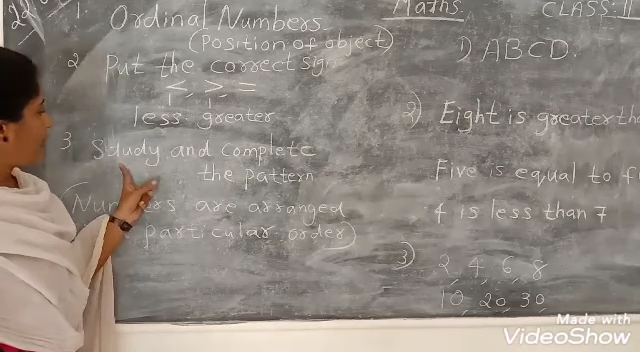 1. Ordinal Numbers
(Position of object)
2 Put the correct sign
<, >, =
less greater
3 Study and complete
the pattern
(Numbers are arranged
particular order)
Maths CLASS: II
1) ABCD.
2) Eight is greater
Five is equal to
4 is less than 7
3) 2, 4, 6, 8
10, 20, 30
Made with
VideoShow